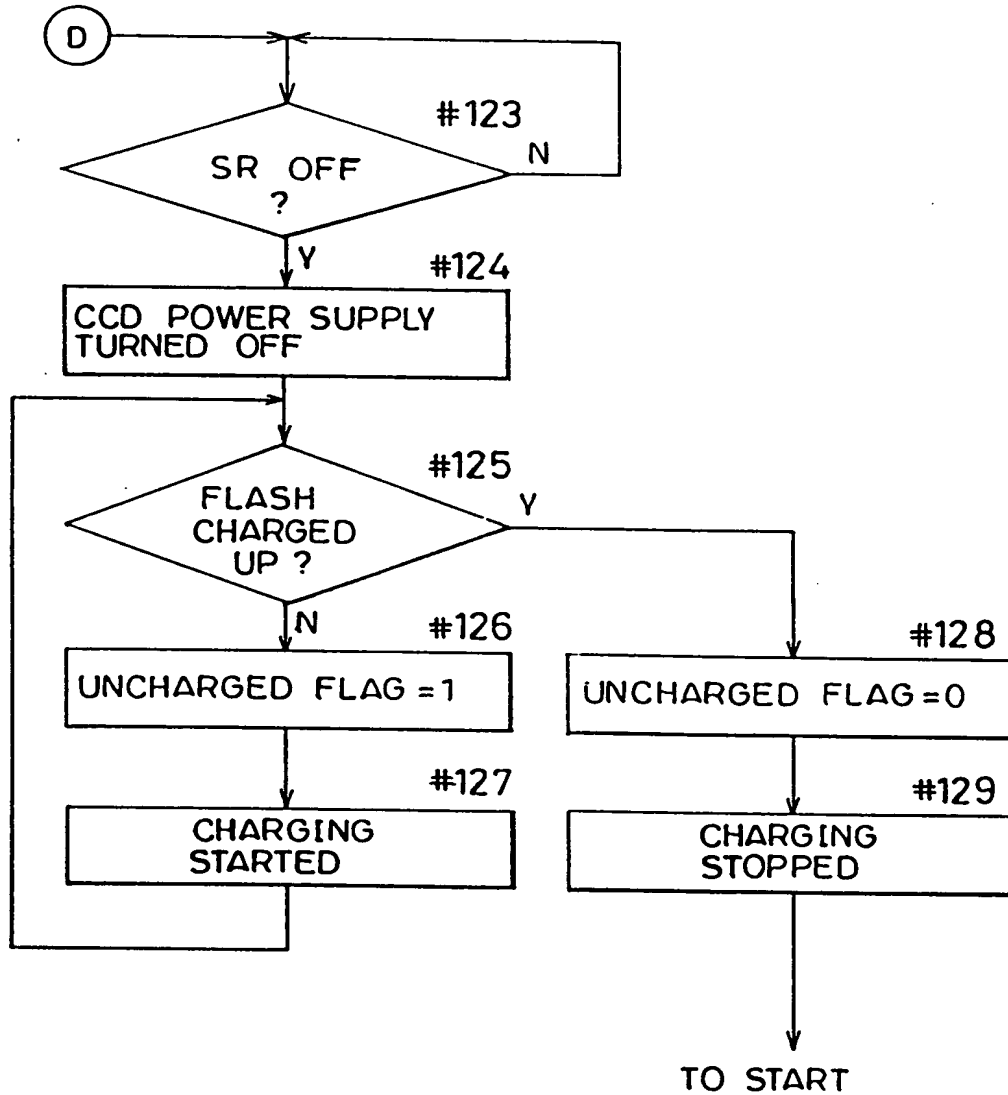 D
#123
SR OFF
?
N
Y
#124
CCD POWER SUPPLY
TURNED OFF
#125
FLASH
CHARGED
UP ?
Y
N
#126
UNCHARGED FLAG = 1
#127
CHARGING
STARTED
#128
UNCHARGED FLAG = 0
#129
CHARGING
STOPPED
TO START